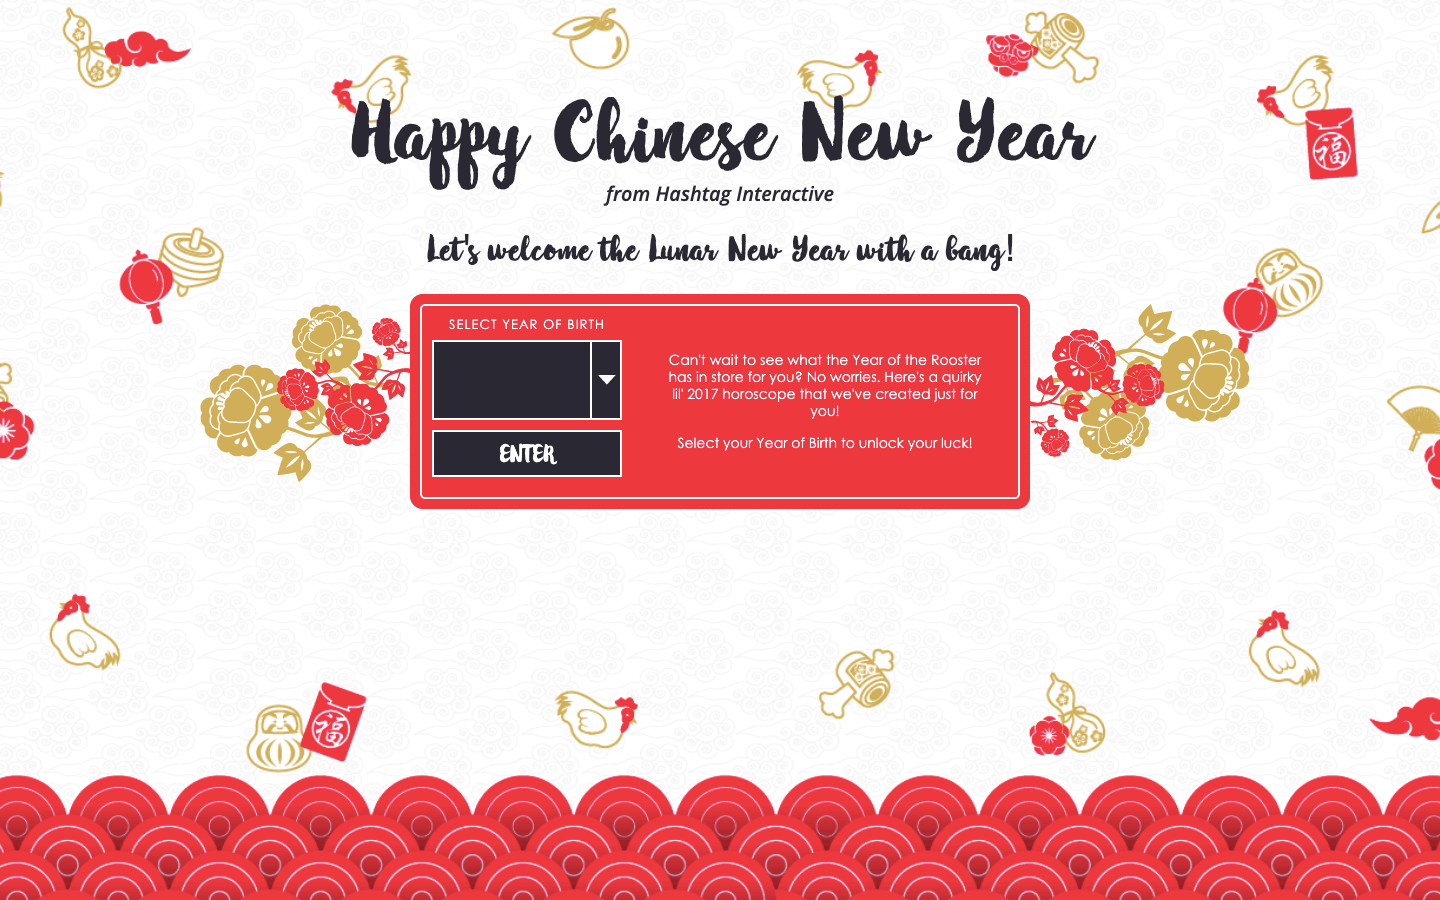 Happy Chinese New Year
from Hashtag Interactive
Let's welcome the Lunar New Year with a bang!
SELECT YEAR OF BIRTH
ENTER
Can't wait to see what the Year of the Rooster
has in store for you? No worries. Here's a quirky
lil' 2017 horoscope that we've created just for
you!
Select your Year of Birth to unlock your luck!
福
福